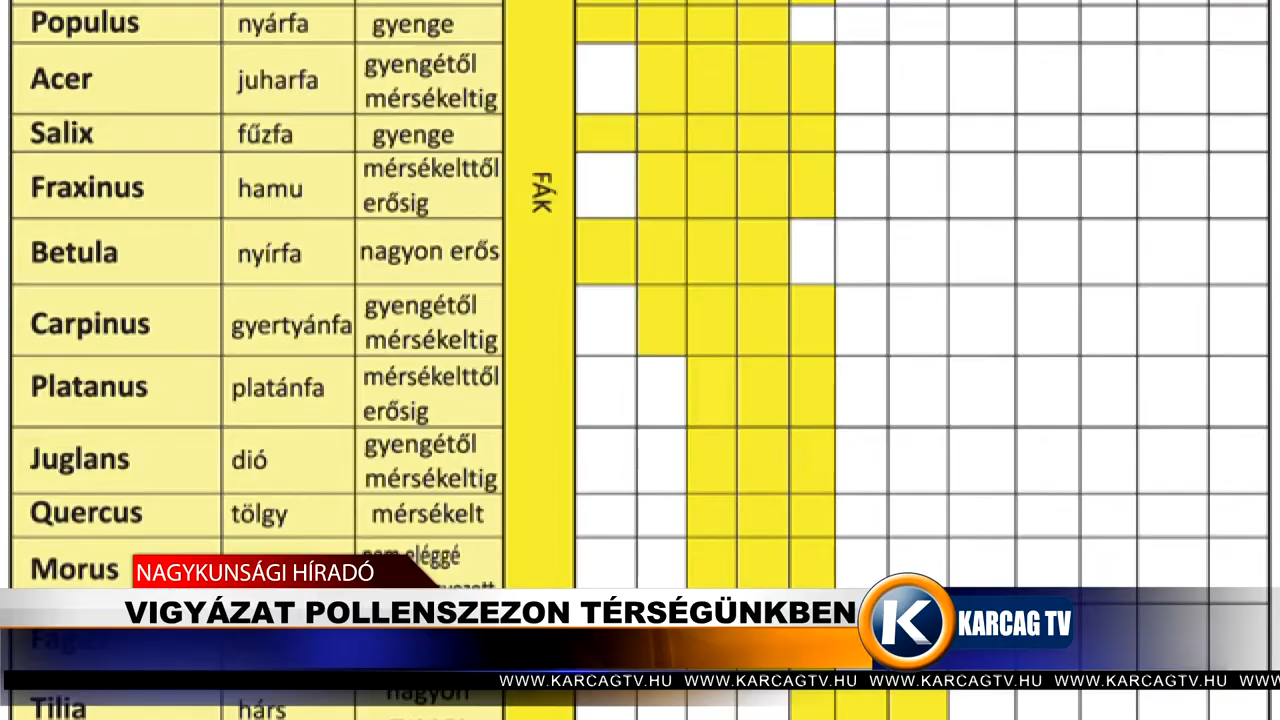 Populus nyárfa gyenge
Acer juharfa gyengétől
mérsékeltig
Salix fűzfa gyenge
Fraxinus hamu mérsékelttől
erősig
FÁK
Betula nyírfa nagyon erős
Carpinus gyertyánfa gyengétől
mérsékeltig
Platanus platánfa mérsékelttől
erősig
Juglans dió gyengétől
mérsékeltig
Quercus tölgy mérsékelt
Morus eléggé
NAGYKUNSÁGI HÍRADÓ
VIGYÁZAT POLLENSZEZON TÉRSÉGÜNKBEN
K KARCAG TV
WWW.KARCAGTV.HU WWW.KARCAGTV.HU WWW.KARCAGTV.HU WWW.KARCAGTV.HU WWW
nagyon
Tilia hárs